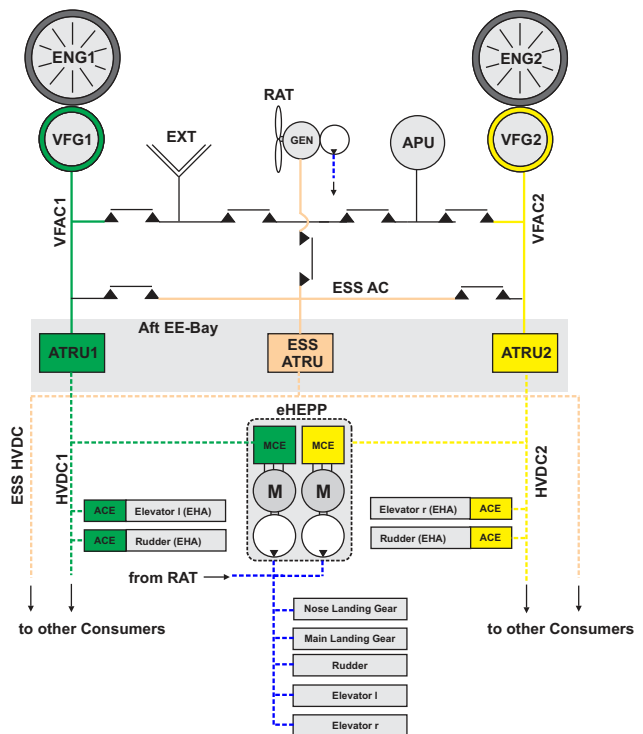 ENG1
ENG2
RAT
VFG1
EXT
GEN
APU
VFG2
VFAC1
VFAC2
ESS AC
Aft EE-Bay
ATRU1
ESS
ATRU
ATRU2
eHEPP
ESS HVDC
HVDC1
MCE
MCE
HVDC2
M
M
ACE
Elevator l (EHA)
Elevator r (EHA)
ACE
ACE
Rudder (EHA)
Rudder (EHA)
ACE
from RAT
to other Consumers
to other Consumers
Nose Landing Gear
Main Landing Gear
Rudder
Elevator l
Elevator r